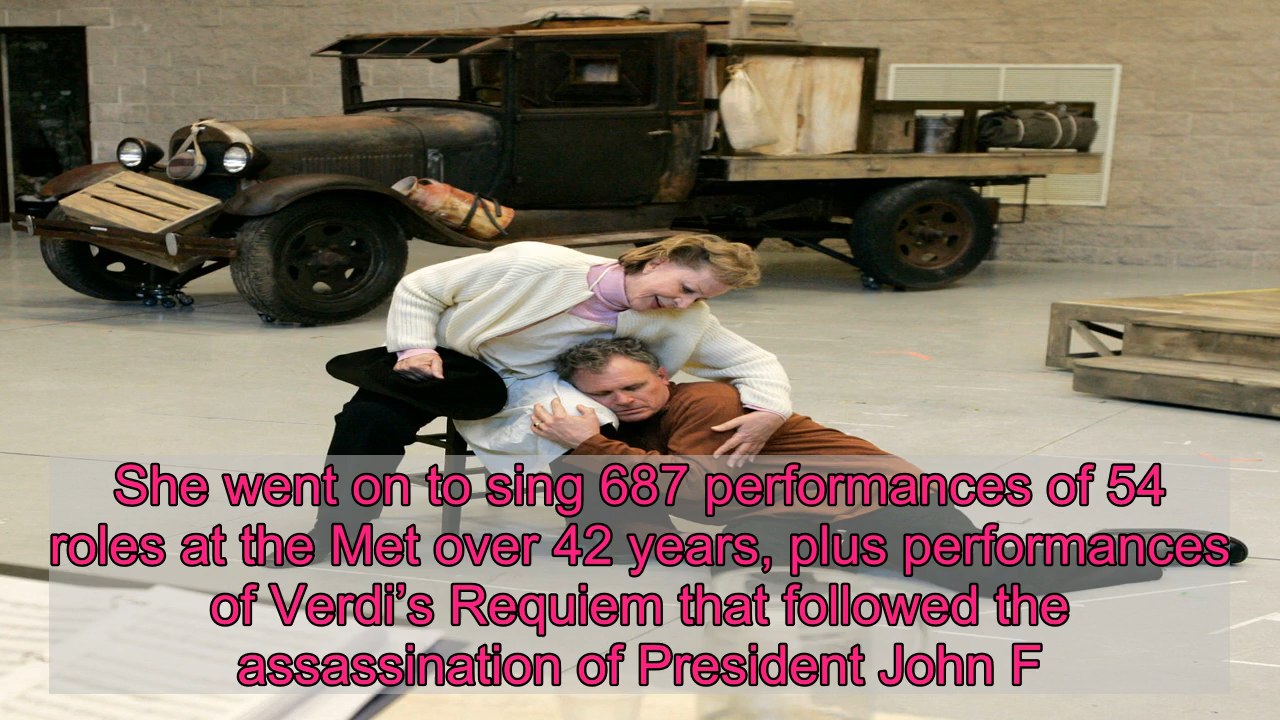 She went on to sing 687 performances of 54
roles at the Met over 42 years, plus performances
of Verdi’s Requiem that followed the
assassination of President John F